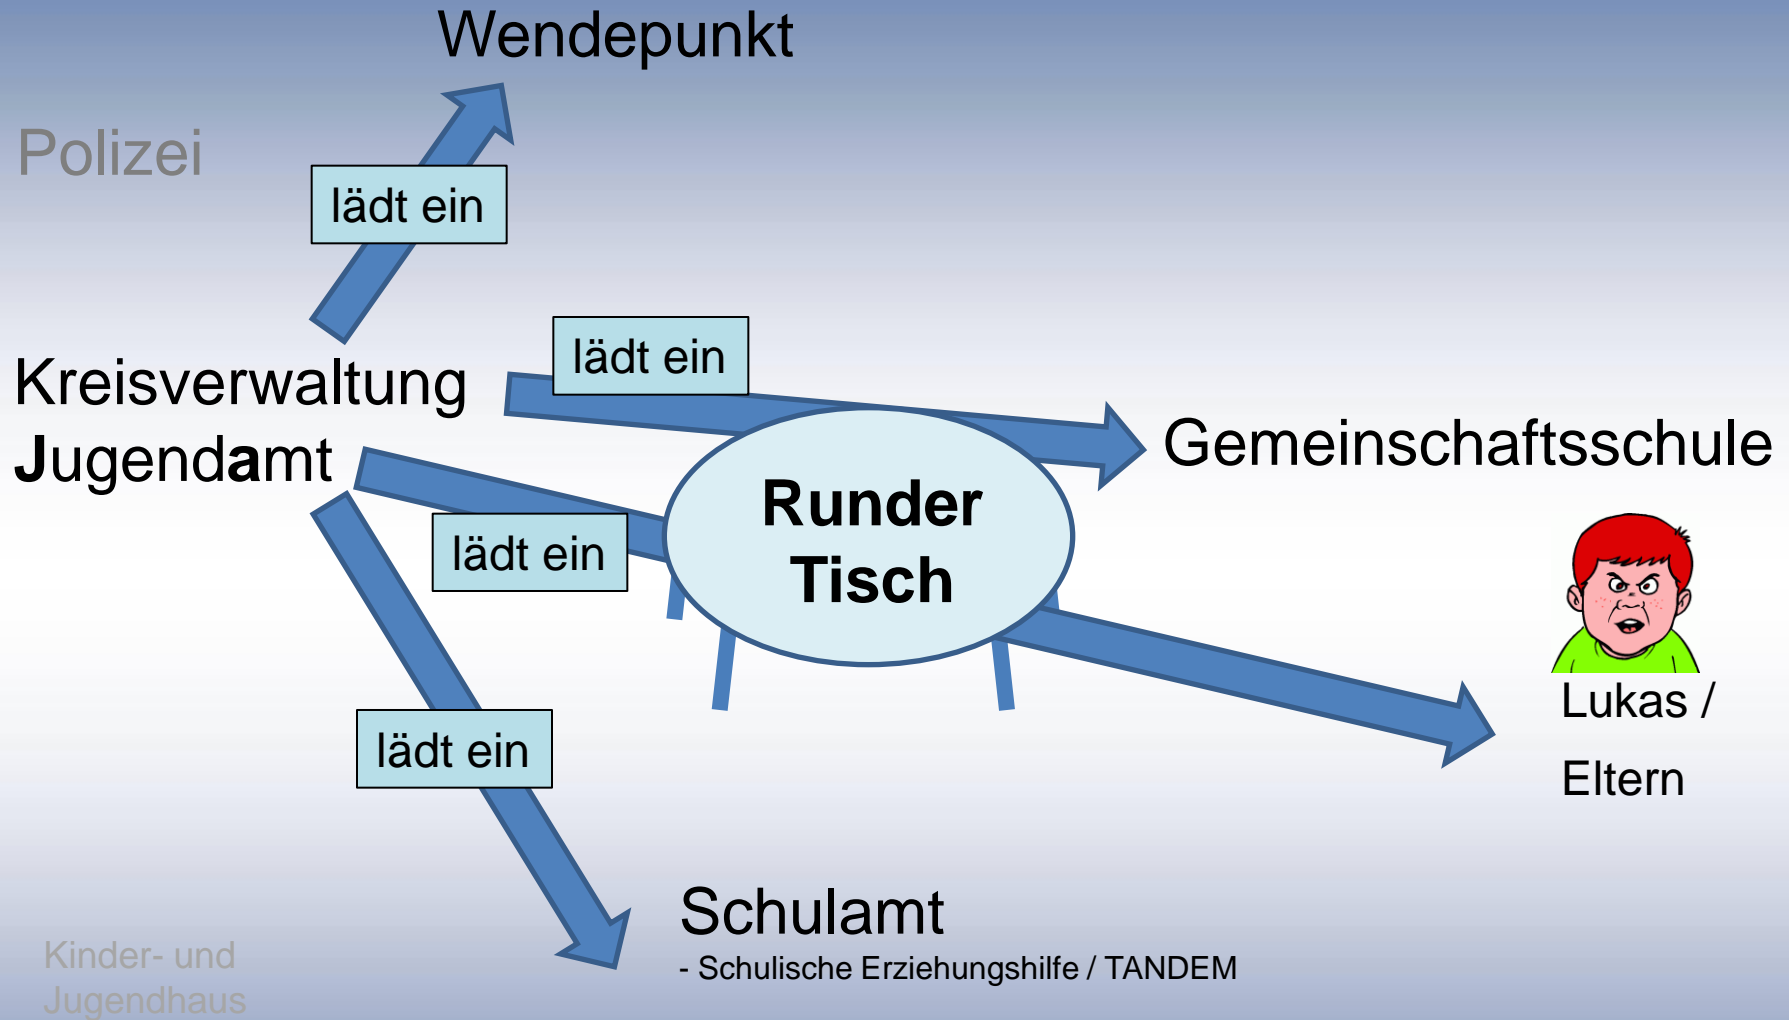 Wendepunkt
Polizei
lädt ein
lädt ein
Kreisverwaltung
Jugendamt
Gemeinschaftsschule
Runder
Tisch
lädt ein
Lukas /
Eltern
lädt ein
Schulamt
- Schulische Erziehungshilfe / TANDEM
Kinder- und
Jugendhaus